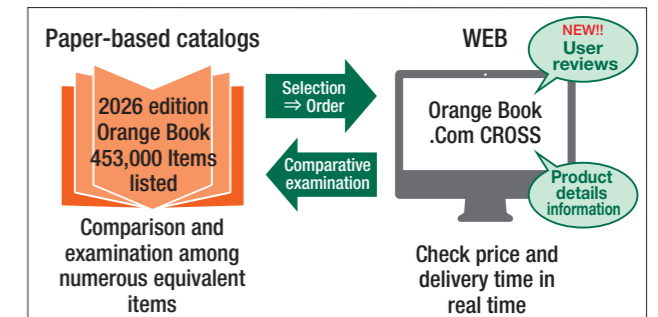 Paper-based catalogs
2026 edition
Orange Book
453,000 Items
listed
Comparison and
examination among
numerous equivalent
items
Selection
⇒ Order
Comparative
examination
WEB
NEW!!
User
reviews
Orange Book
.Com CROSS
Product
details
information
Check price and
delivery time in
real time